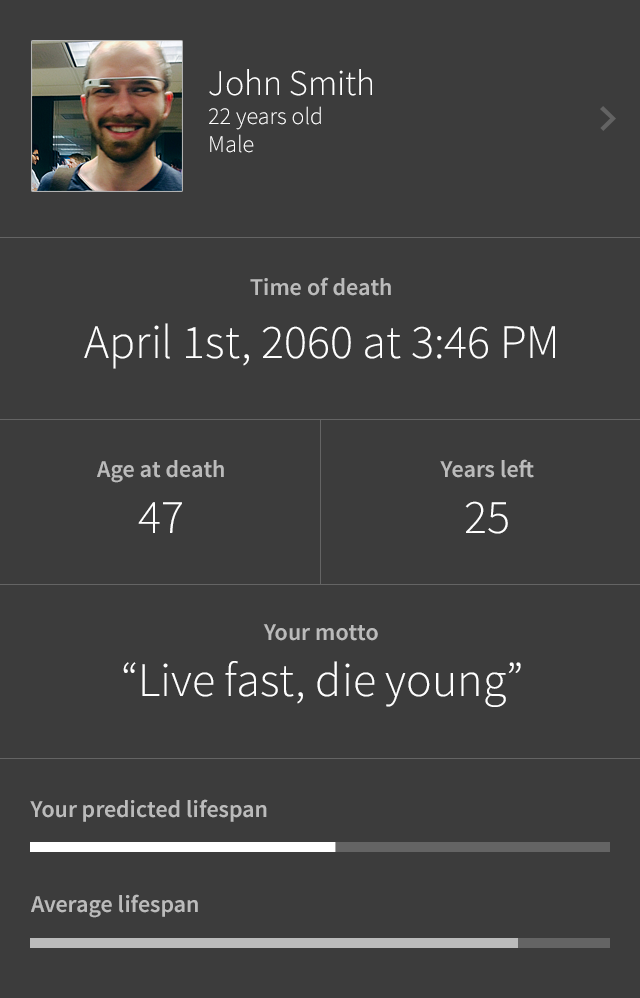 John Smith
22 years old
Male
Time of death
April 1st, 2060 at 3:46 PM
Age at death
47
Years left
25
Your motto
“Live fast, die young”
Your predicted lifespan
Average lifespan